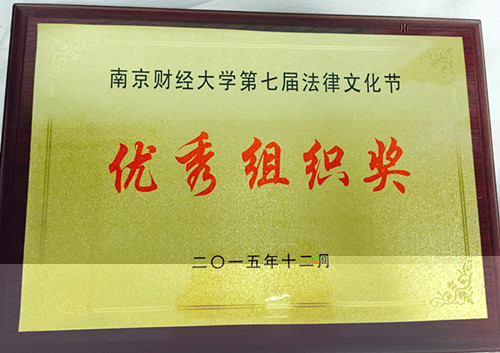 南京财经大学第七届法律文化节
优秀组织奖
二〇一五年十二月